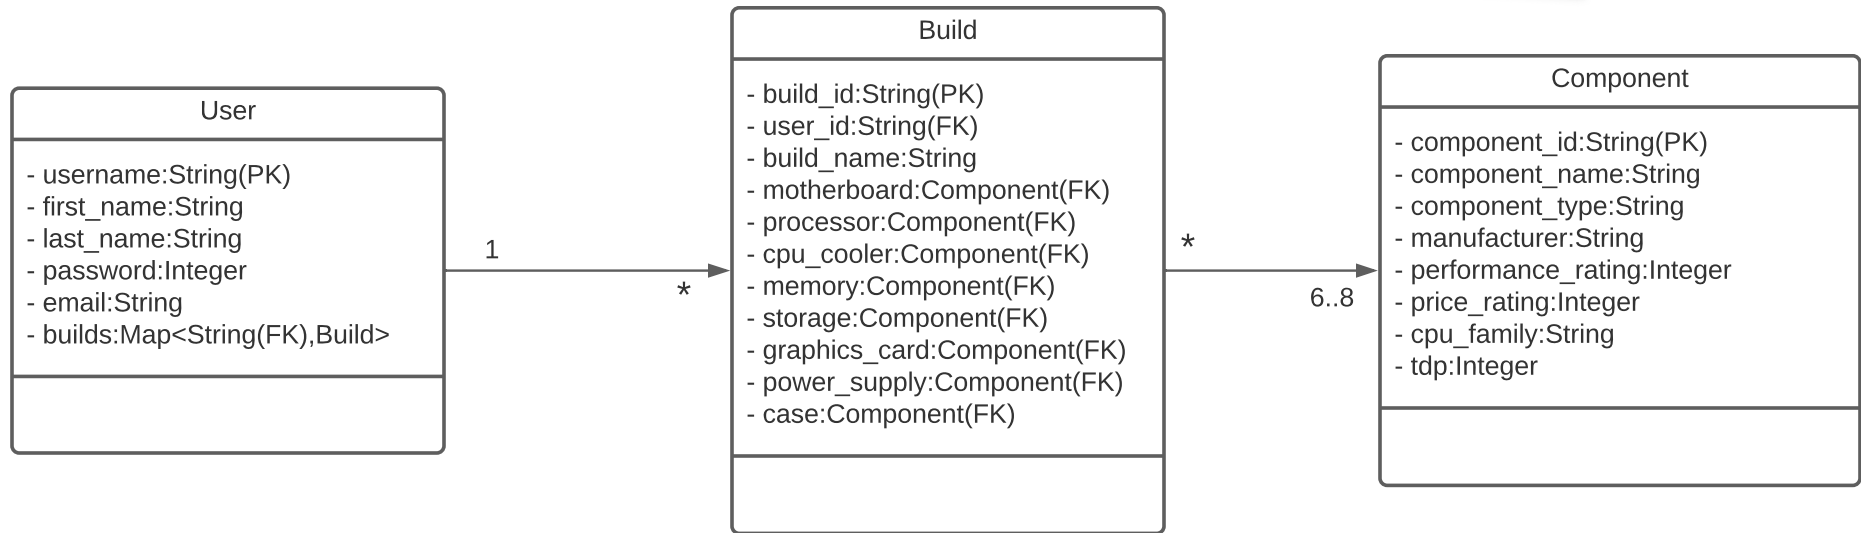 User
- username:String(PK)
- first_name:String
- last_name:String
- password:Integer
- email:String
- builds:Map<String(FK),Build>
1
*
Build
- build_id:String(PK)
- user_id:String(FK)
- build_name:String
- motherboard:Component(FK)
- processor:Component(FK)
- cpu_cooler:Component(FK)
- memory:Component(FK)
- storage:Component(FK)
- graphics_card:Component(FK)
- power_supply:Component(FK)
- case:Component(FK)
*
6..8
Component
- component_id:String(PK)
- component_name:String
- component_type:String
- manufacturer:String
- performance_rating:Integer
- price_rating:Integer
- cpu_family:String
- tdp:Integer